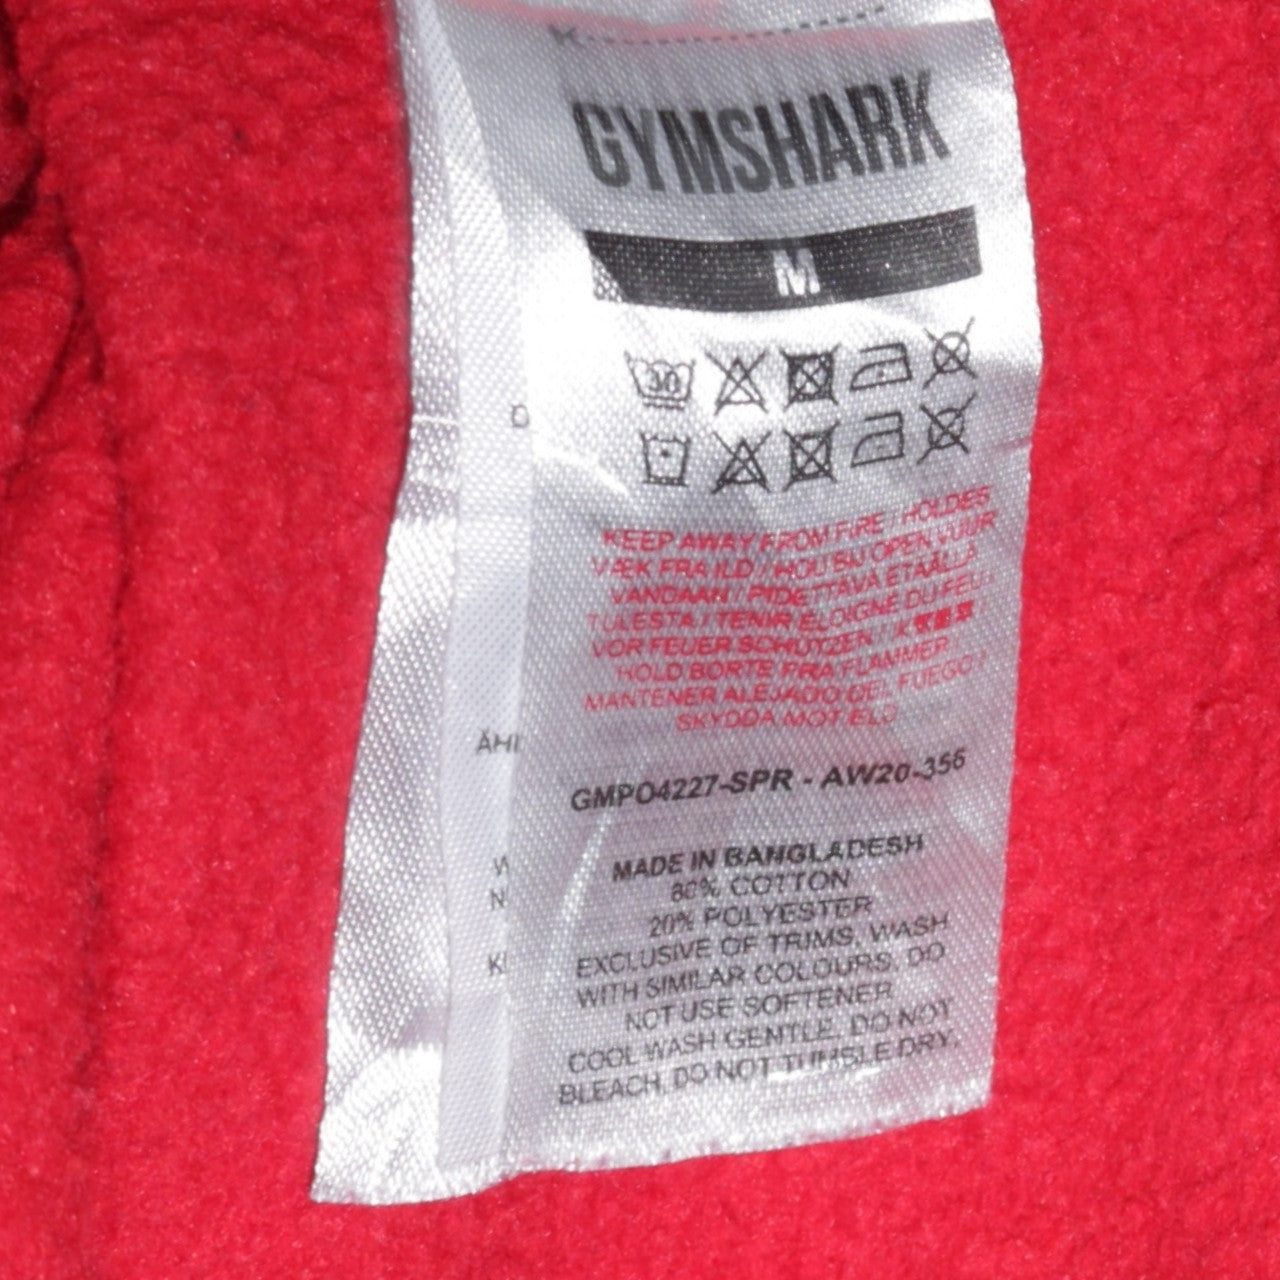 GYMSHARK
M
30
KEEP AWAY FROM FIRE / HOLDES
VÆK FRA ILD / HOU BIJ OPEN VUUR
VANDAAN / PIDETTÄVÄ ETÄÄLLÄ
TULESTA / TENIR ELOIGNÉ DU FEU /
VOR FEUER SCHÜTZEN /
HOLD BORTE FRA FLAMMER
MANTENER ALEJADO DEL FUEGO /
SKYDDA MOT ELD
GMPO4227-SPR - AW20-356
MADE IN BANGLADESH
80% COTTON
20% POLYESTER
EXCLUSIVE OF TRIMS, WASH
WITH SIMILAR COLOURS, DO
NOT USE SOFTENER
COOL WASH GENTLE, DO NOT
BLEACH, DO NOT TUMBLE DRY,